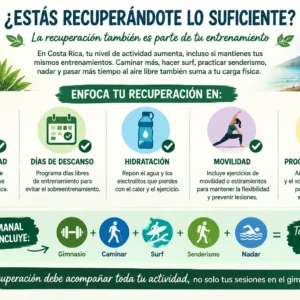 ¿ESTÁS RECUPERÁNDOTE LO SUFICIENTE?
La recuperación también es parte de tu entrenamiento
En Costa Rica, tu nivel de actividad aumenta, incluso si mantienes tus
mismos entrenamientos. Caminar más, hacer surf, practicar senderismo,
nadar y pasar más tiempo al aire libre también suma a tu carga física.
ENFOCA TU RECUPERACIÓN EN:
DAD
DÍAS DE DESCANSO
Programa días libres
de entrenamiento para
evitar el sobreentrenamiento.
HIDRATACIÓN
Repon el agua y los
electrolitos que pierdes
con el calor y el ejercicio.
MOVILIDAD
Incluye ejercicios de
movilidad o estiramientos
para mantener la flexibilidad
y prevenir lesiones.
PROG
MANAL
INCLUYE:
Gimnasio
+
Caminar
+
Surf
+
Senderismo
+
Nadar
=
ecuperación debe acompañar toda tu actividad, no solo tus sesiones en el gim